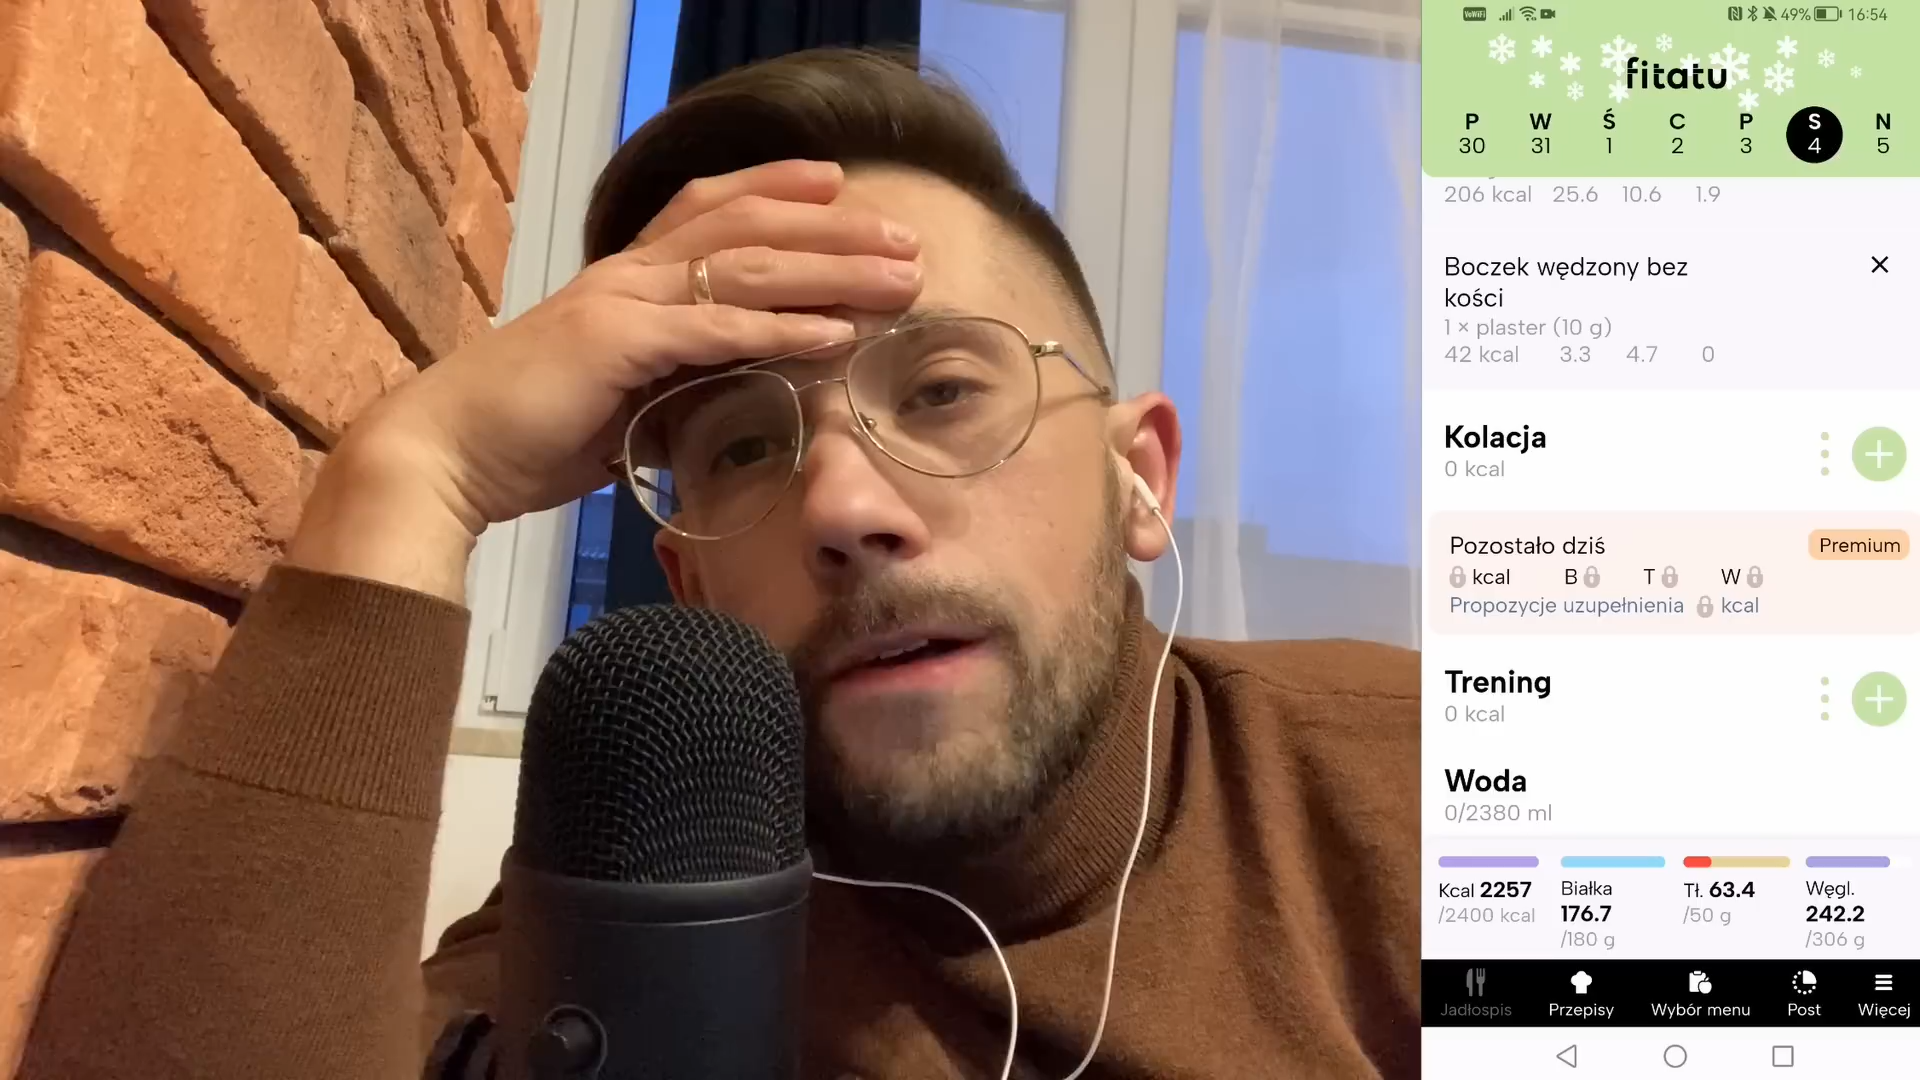 VoWiFi 49% 16:54
fitatu
P W Ś C P S N
30 31 1 2 3 4 5
206 kcal 25.6 10.6 1.9
Boczek wędzony bez
kości
1 × plaster (10 g)
42 kcal 3.3 4.7 0
Kolacja
0 kcal
Pozostało dziś Premium
kcal B T W
Propozycje uzupełnienia kcal
Trening
0 kcal
Woda
0/2380 ml
Kcal 2257
/2400 kcal
Białka
176.7
/180 g
Tł. 63.4
/50 g
Węgl.
242.2
/306 g
Jadłospis Przepisy Wybór menu Post Więcej